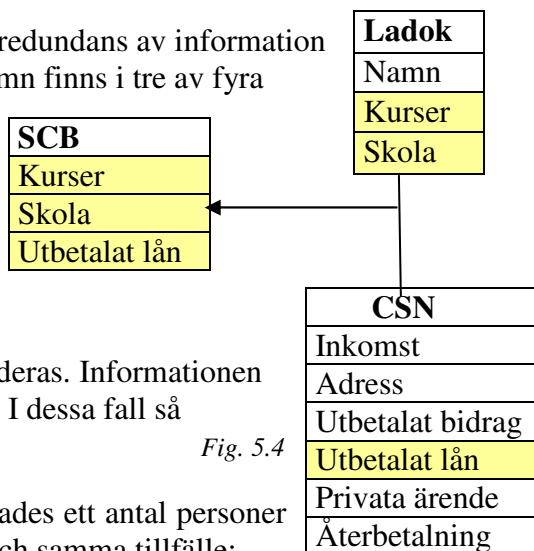 redundans av information
mn finns i tre av fyra
Ladok
Namn
Kurser
Skola
SCB
Kurser
Skola
Utbetalat lån
CSN
Inkomst
Adress
Utbetalat bidrag
Utbetalat lån
Privata ärende
Återbetalning
deras. Informationen
I dessa fall så
Fig. 5.4
ades ett antal personer
ch samma tillfälle: